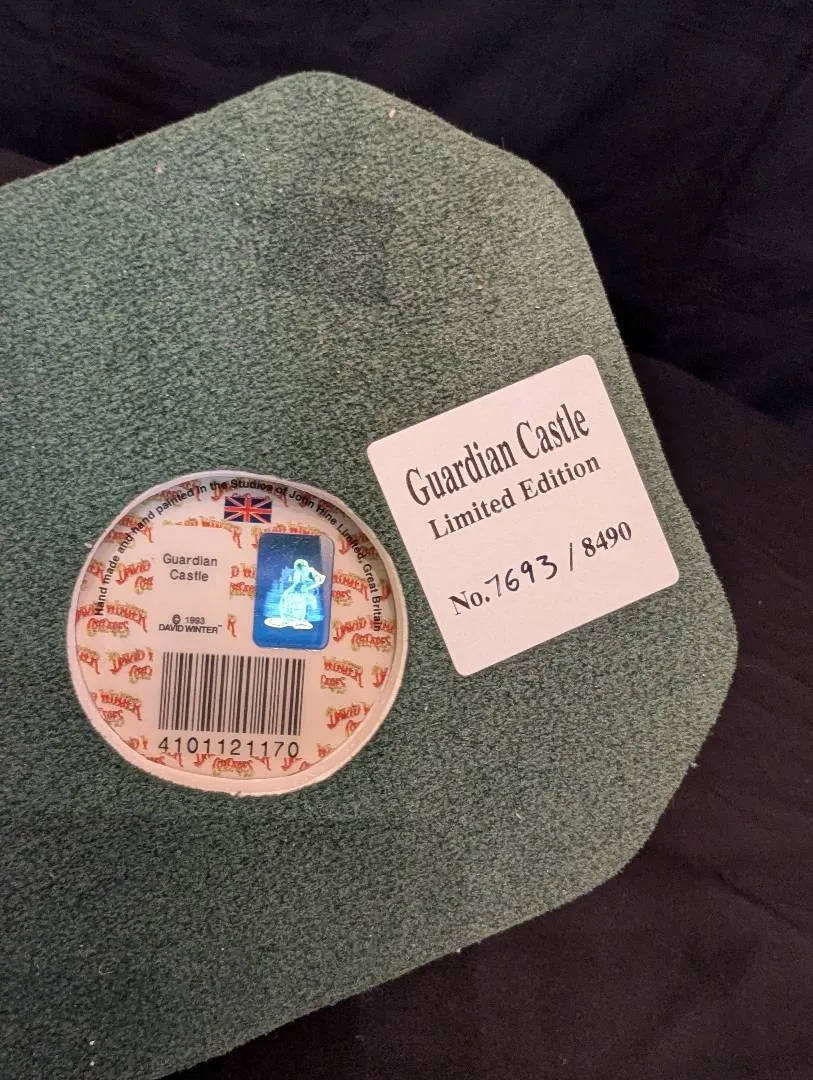 Hand made and hand painted in the Studios of John Hine Limited, Great Britain
Guardian
Castle
© 1993
DAVID WINTER™
4101121170
Guardian Castle
Limited Edition
No. 7693 / 8490